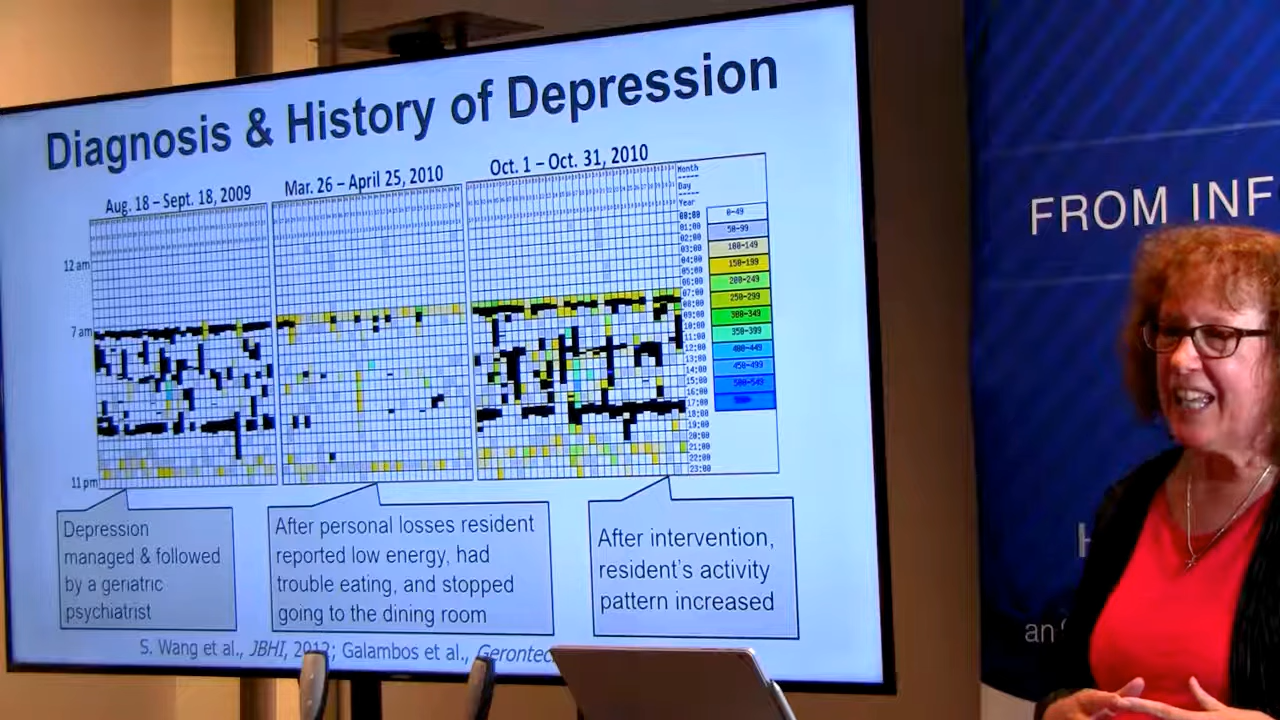 Diagnosis & History of Depression
Aug. 18 – Sept. 18, 2009
Mar. 26 – April 25, 2010
Oct. 1 – Oct. 31, 2010
Month
Day
Year
00:00
01:00
02:00
03:00
04:00
05:00
06:00
07:00
08:00
09:00
10:00
11:00
12:00
13:00
14:00
15:00
16:00
17:00
18:00
19:00
20:00
21:00
22:00
23:00
0-49
50-99
100-149
150-199
200-249
250-299
300-349
350-399
400-449
450-499
500-549
12 am
7 am
11 pm
Depression
managed & followed
by a geriatric
psychiatrist
After personal losses resident
reported low energy, had
trouble eating, and stopped
going to the dining room
After intervention,
resident's activity
pattern increased
S. Wang et al., JBHI, 2012; Galambos et al., Gerontec
FROM INF
H
an